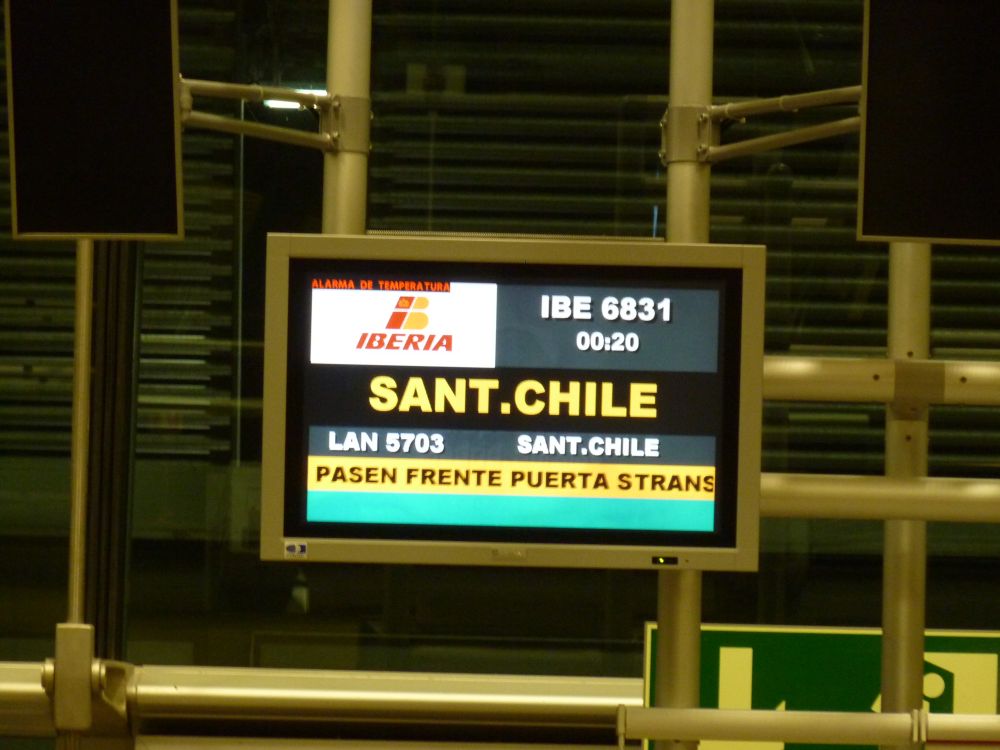 ALARMA DE TEMPERATURA
IBERIA
IBE 6831
00:20
SANT.CHILE
LAN 5703 SANT.CHILE
PASEN FRENTE PUERTA STRANS